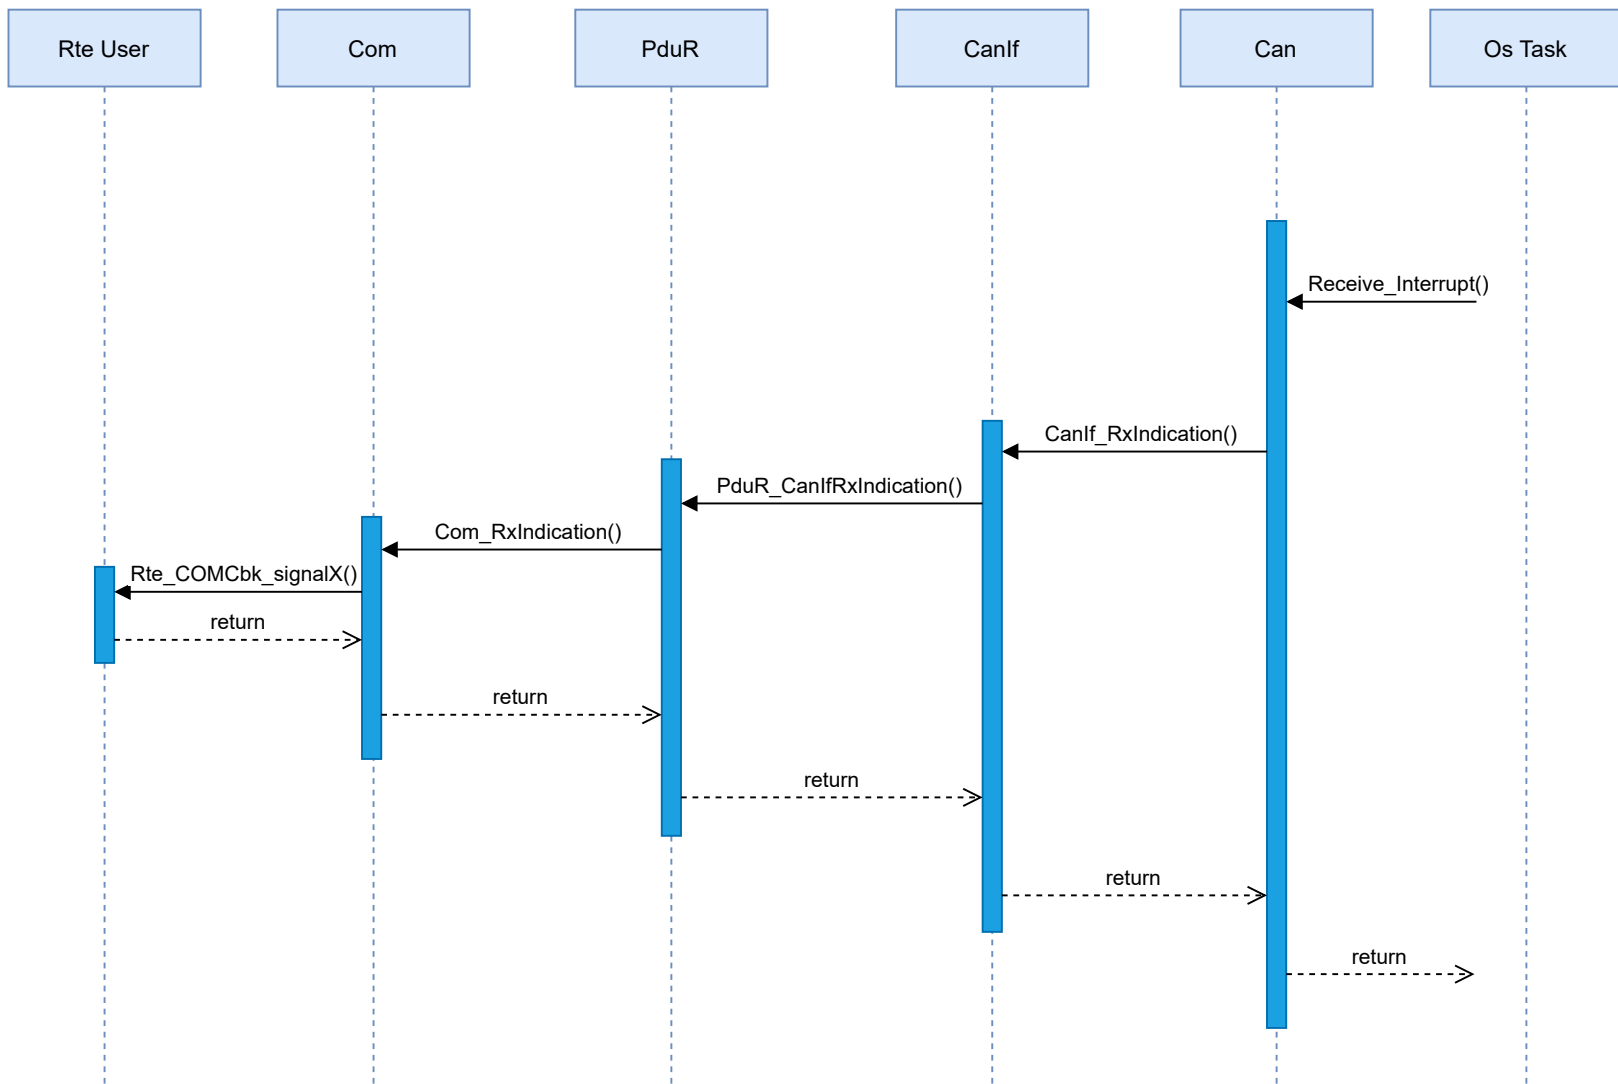 Rte User
Com
PduR
CanIf
Can
Os Task
Receive_Interrupt()
CanIf_RxIndication()
PduR_CanIfRxIndication()
Com_RxIndication()
Rte_COMCbk_signalX()
return
return
return
return
return